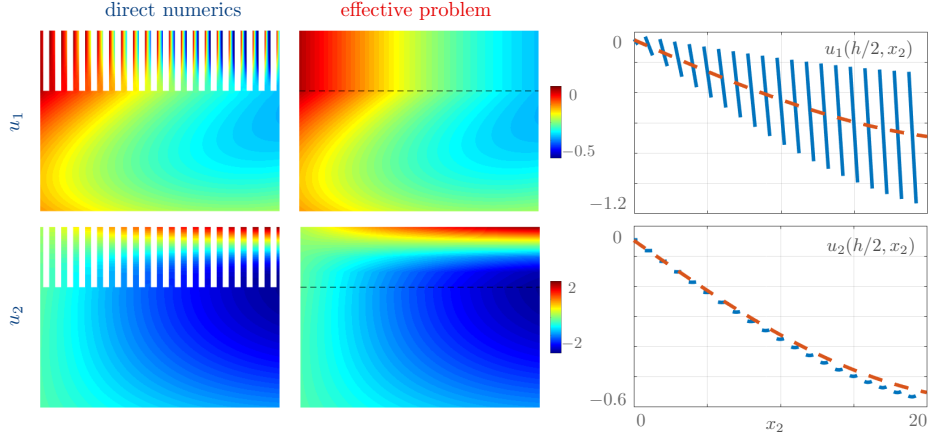 direct numerics
effective problem
u₁
0
−0.5
u₂
2
−2
0
u₁(h/2, x₂)
−1.2
0
u₂(h/2, x₂)
−0.6
0
x₂
20